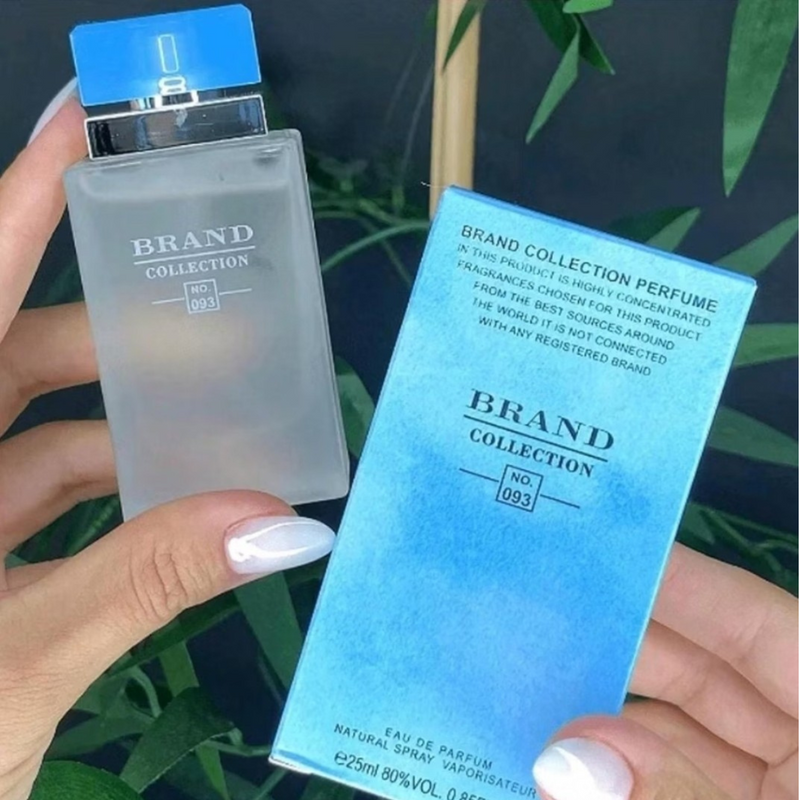 BRAND
COLLECTION
NO.
093
BRAND COLLECTION PERFUME
IN THIS PRODUCT IS HIGHLY CONCENTRATED
FRAGRANCES CHOSEN FOR THIS PRODUCT
FROM THE BEST SOURCES AROUND
THE WORLD IT IS NOT CONNECTED
WITH ANY REGISTERED BRAND
BRAND
COLLECTION
NO.
093
EAU DE PARFUM
NATURAL SPRAY VAPORISATEUR
℮25ml 80%VOL.